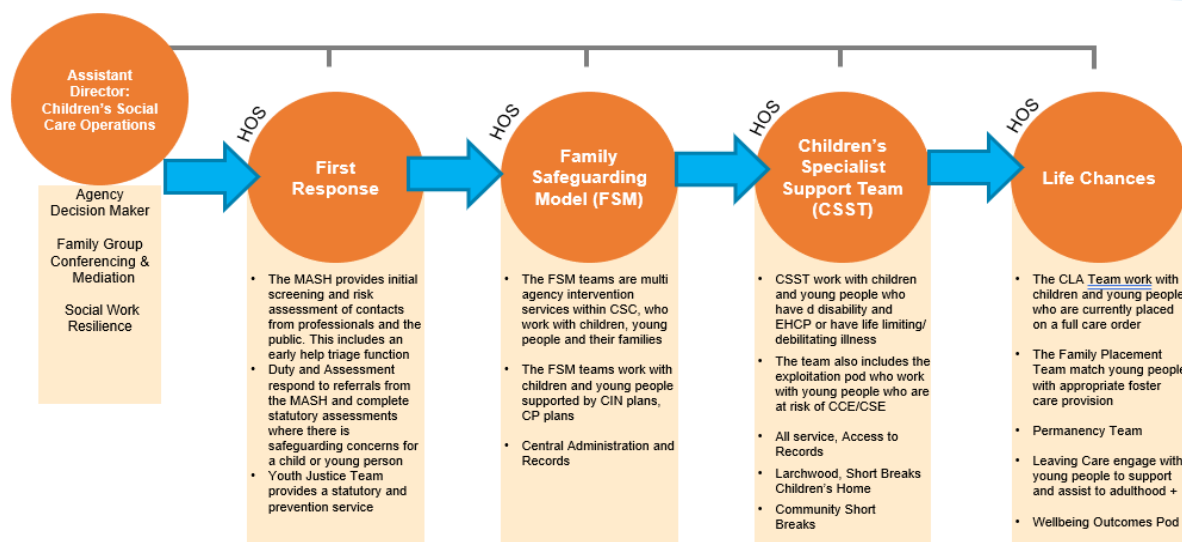 Assistant
Director:
Children's Social
Care Operations
Agency
Decision Maker
Family Group
Conferencing &
Mediation
Social Work
Resilience
HOS
First
Response
• The MASH provides initial
screening and risk
assessment of contacts
from professionals and the
public. This includes an
early help triage function
• Duty and Assessment
respond to referrals from
the MASH and complete
statutory assessments
where there is
safeguarding concerns for
a child or young person
• Youth Justice Team
provides a statutory and
prevention service
HOS
Family
Safeguarding
Model (FSM)
• The FSM teams are multi
agency intervention
services within CSC, who
work with children, young
people and their families
• The FSM teams work with
children and young people
supported by CIN plans,
CP plans
• Central Administration and
Records
HOS
Children's
Specialist
Support Team
(CSST)
• CSST work with children
and young people who
have d disability and
EHCP or have life limiting/
debilitating illness
• The team also includes the
exploitation pod who work
with young people who are
at risk of CCE/CSE
• All service, Access to
Records
• Larchwood, Short Breaks
Children's Home
• Community Short
Breaks
HOS
Life Chances
• The CLA Team work with
children and young people
who are currently placed
on a full care order
• The Family Placement
Team match young people
with appropriate foster
care provision
• Permanency Team
• Leaving Care engage with
young people to support
and assist to adulthood +
• Wellbeing Outcomes Pod